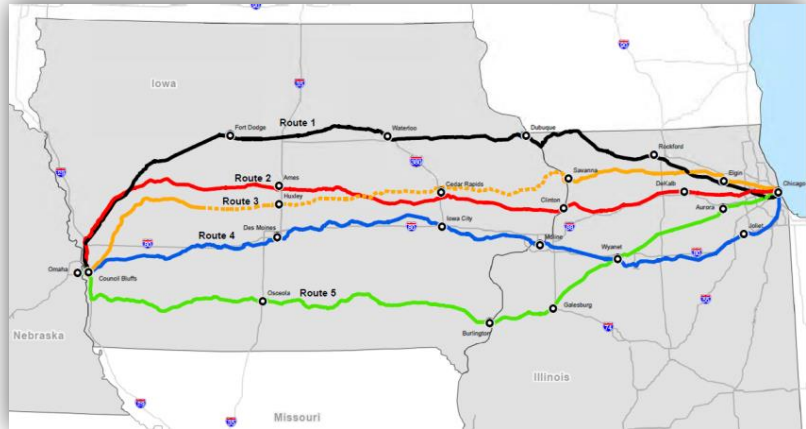 Iowa
Fort Dodge
Route 1
Waterloo
Dubuque
Rockford
Route 2
Ames
Cedar Rapids
Savanna
Elgin
Chicago
Route 3
Huxley
Clinton
DeKalb
Aurora
Des Moines
Iowa City
Route 4
Moline
Wyanet
Joliet
Omaha
Council Bluffs
Osceola
Route 5
Galesburg
Burlington
Nebraska
Illinois
Missouri